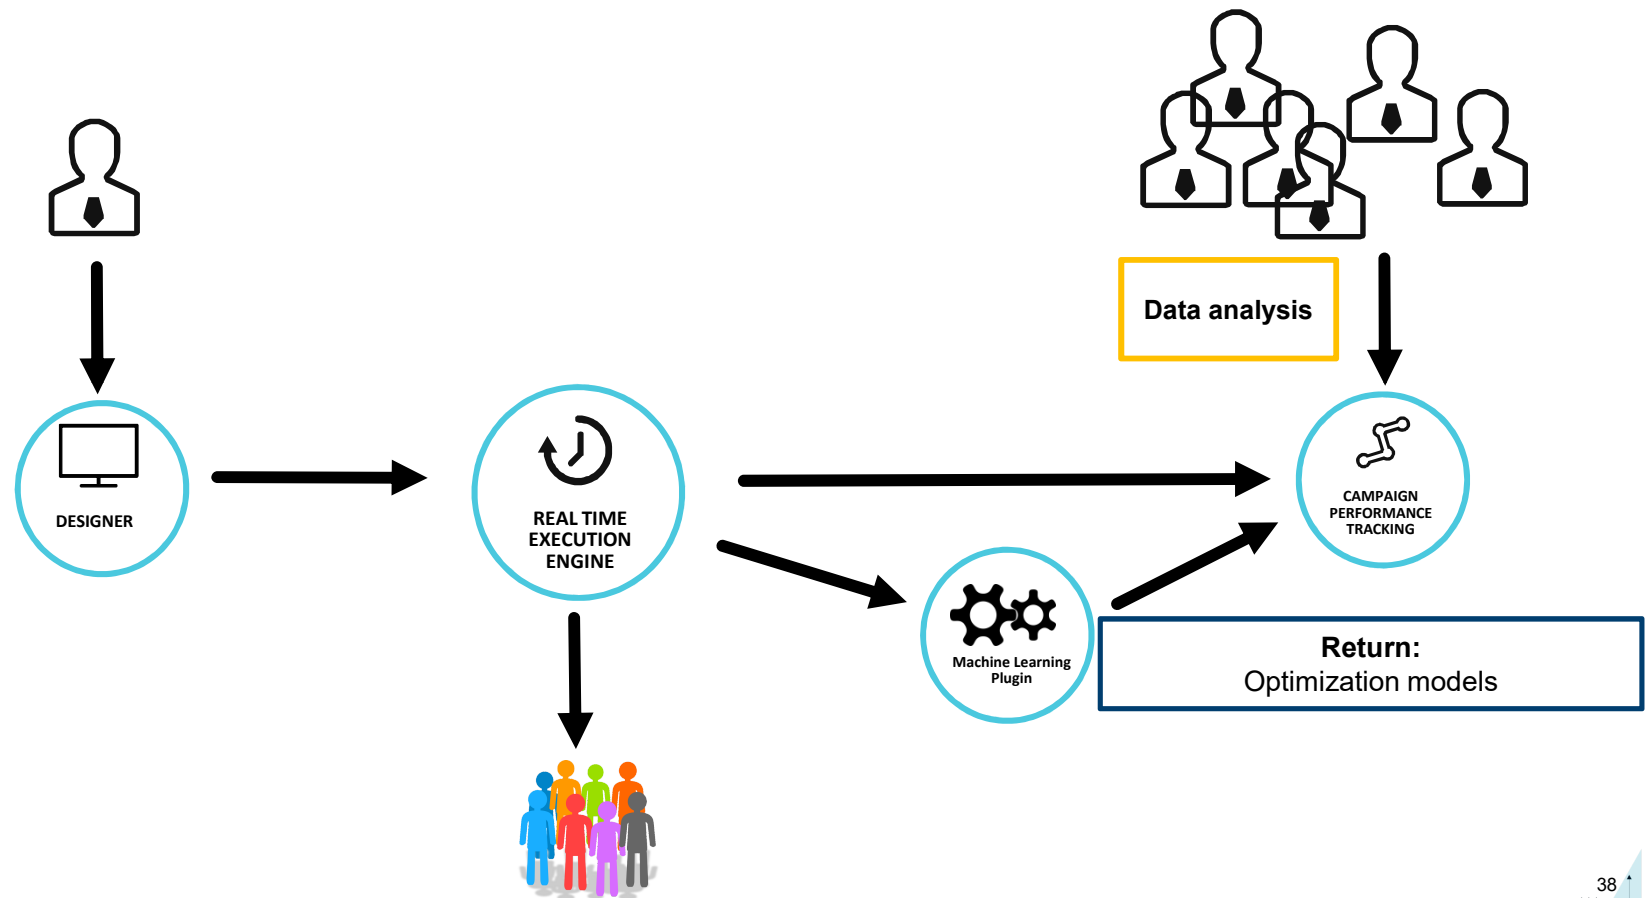 Data analysis
DESIGNER
REAL TIME
EXECUTION
ENGINE
CAMPAIGN
PERFORMANCE
TRACKING
Machine Learning
Plugin
Return:
Optimization models
38